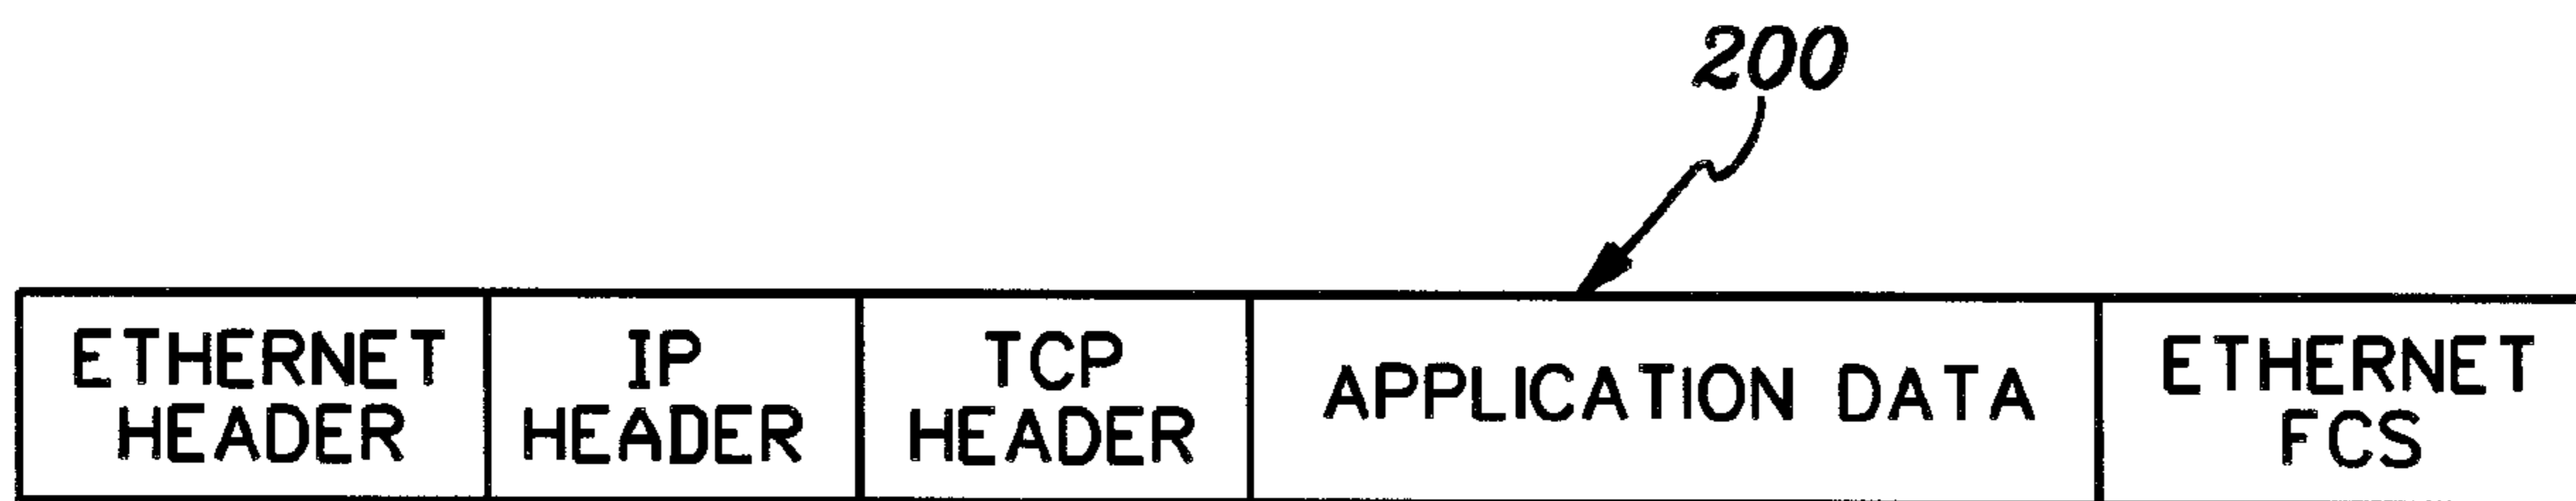 200
ETHERNET
HEADER
IP
HEADER
TCP
HEADER
APPLICATION DATA
ETHERNET
FCS